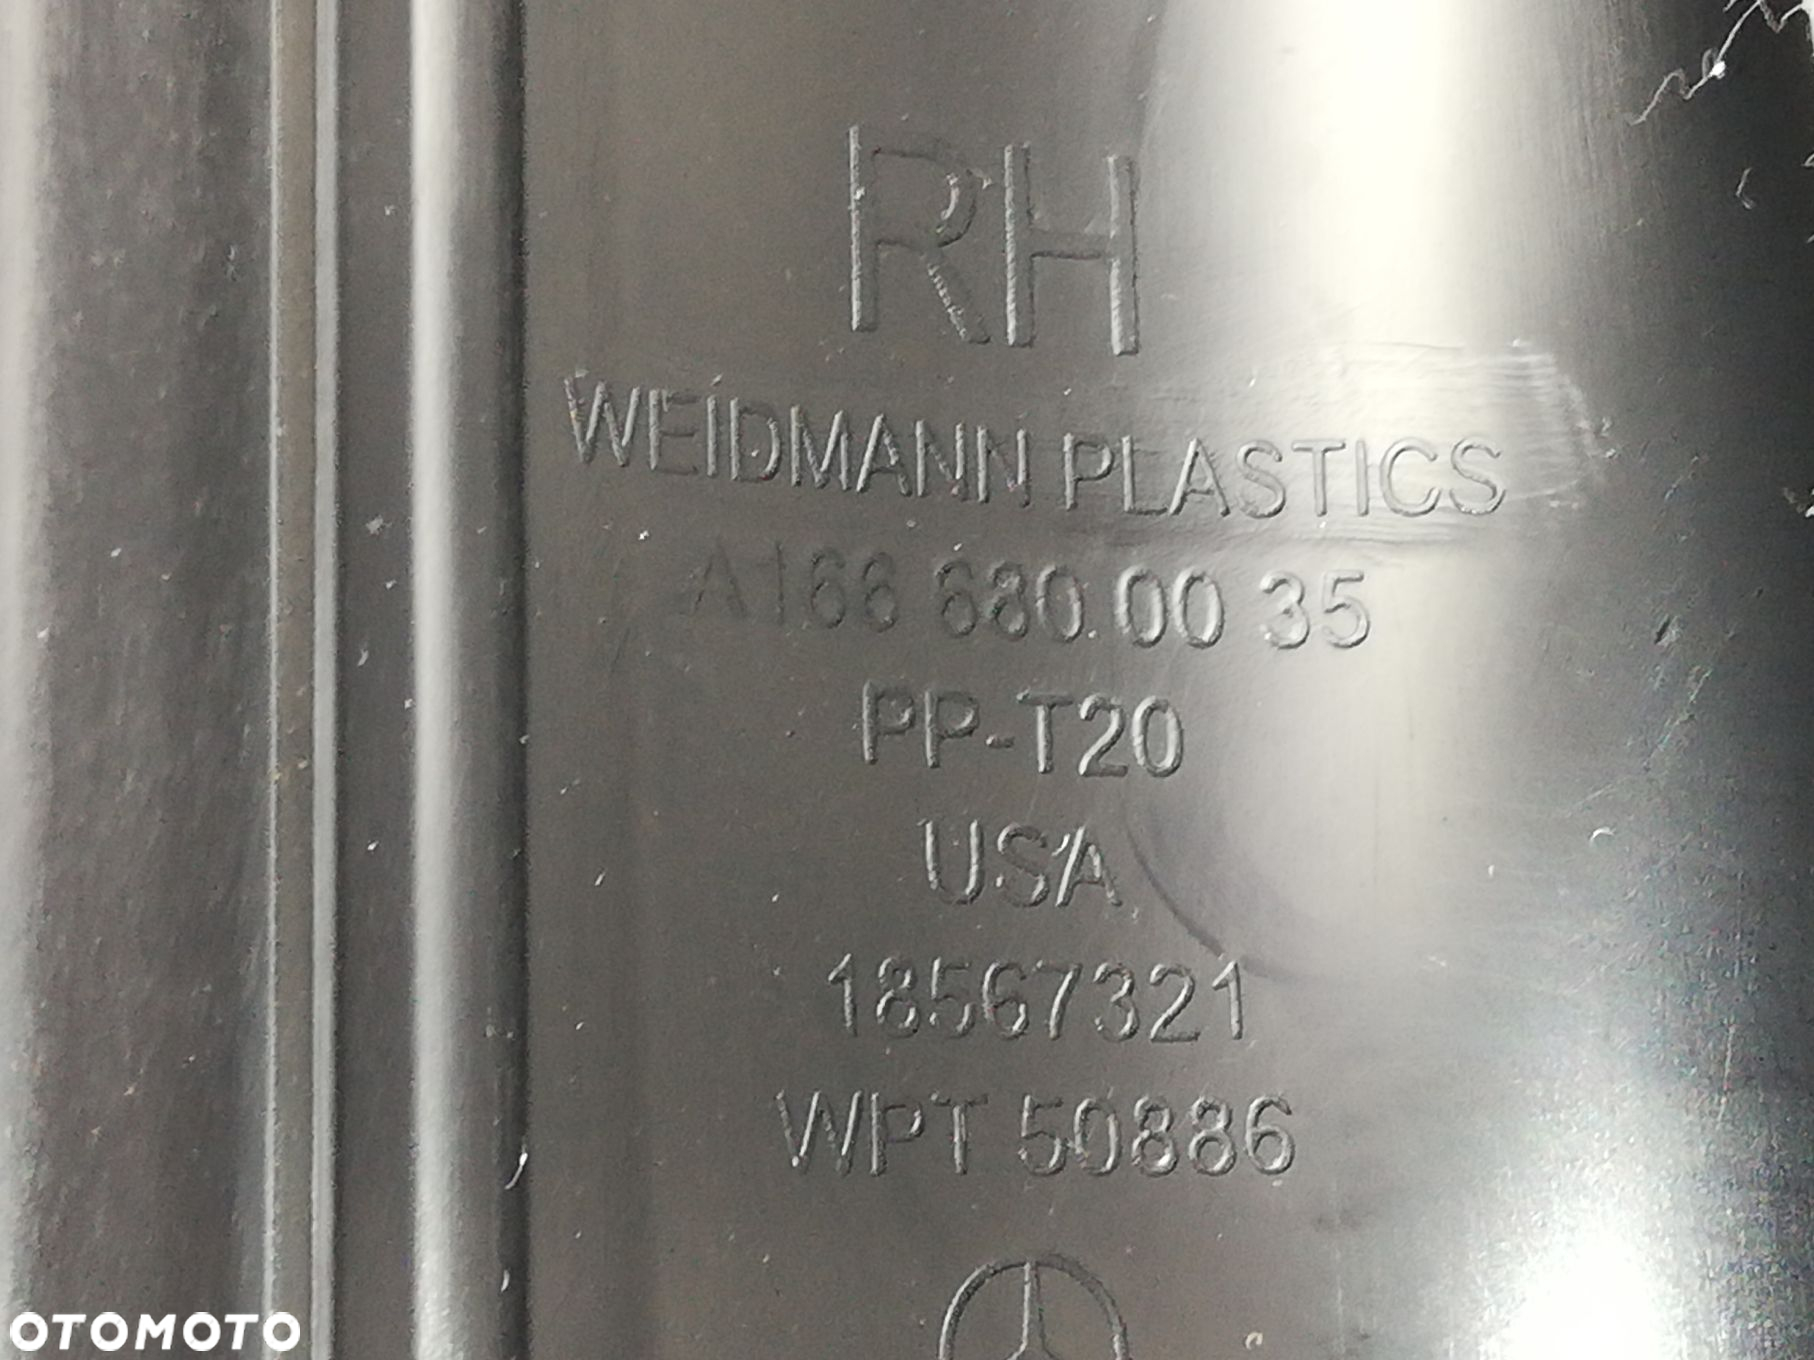 RH
WEIDMANN PLASTICS
A166 680 00 35
PP-T20
USA
18567321
WPT 50886
OTOMOTO